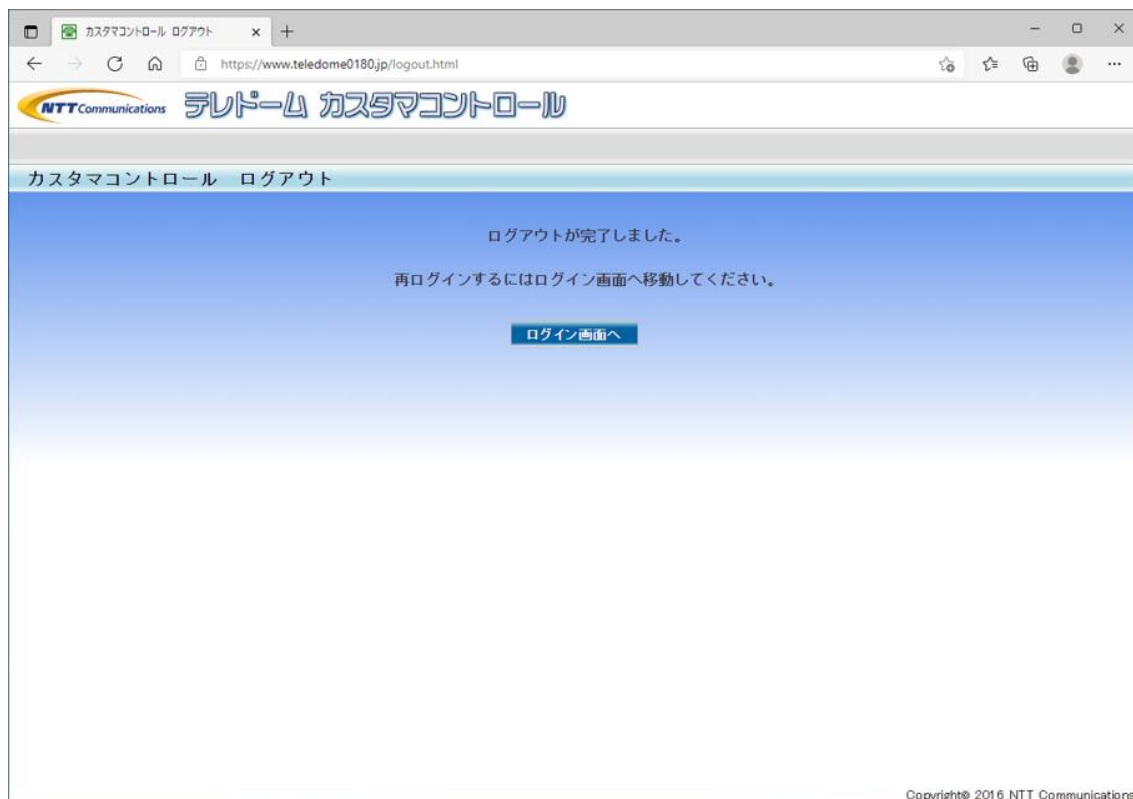 カスタマコントロール ログアウト
https://www.teledome0180.jp/logout.html
NTT Communications テレドーム カスタマコントロール
カスタマコントロール　ログアウト
ログアウトが完了しました。
再ログインするにはログイン画面へ移動してください。
ログイン画面へ
Copyright© 2016 NTT Communications